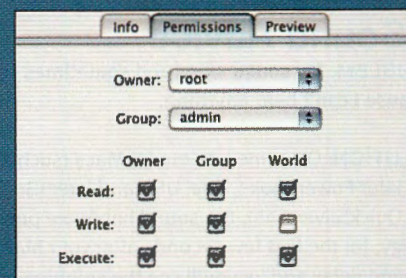 Info Permissions Preview
Owner: root
Group: admin
Owner Group World
Read:
Write:
Execute: